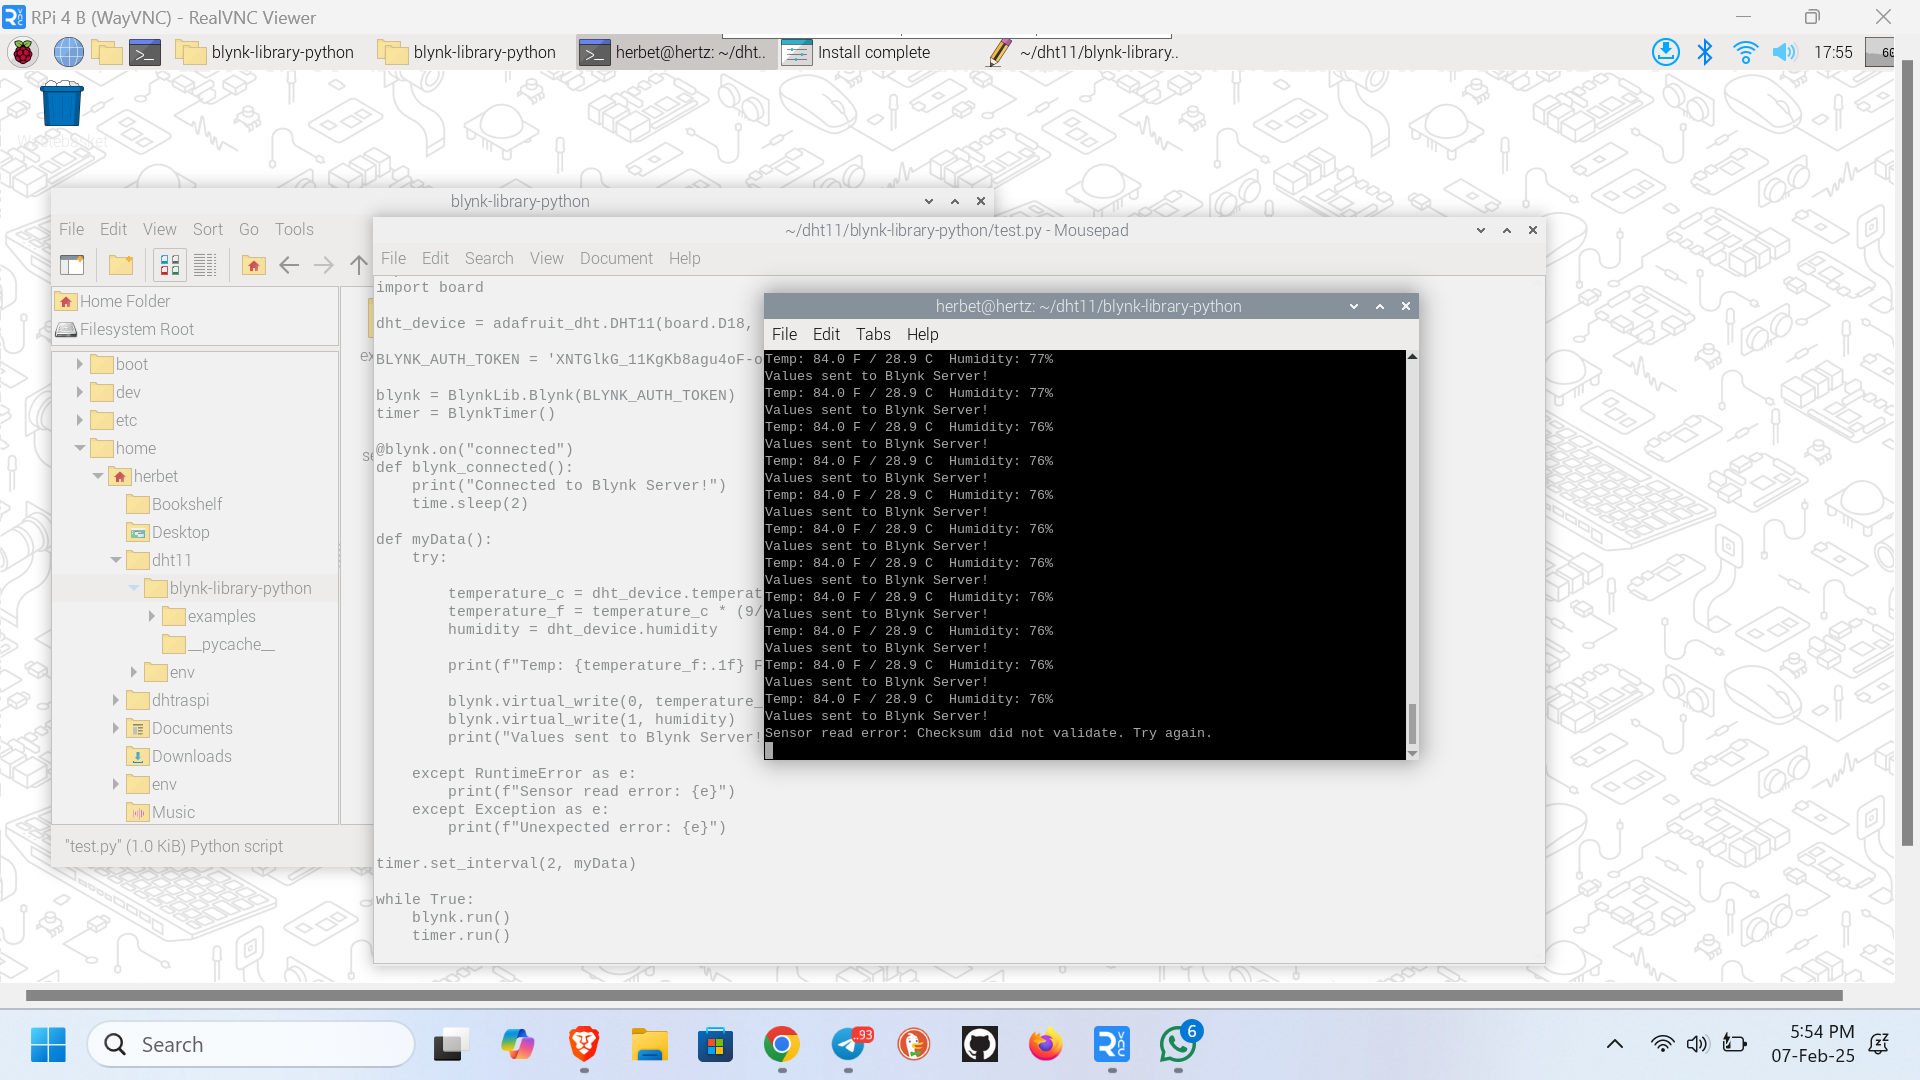 RPi 4 B (WayVNC) - RealVNC Viewer
blynk-library-python
blynk-library-python
herbet@hertz: ~/dht..
Install complete
~/dht11/blynk-library..
17:55
Wastebasket
blynk-library-python
File Edit View Sort Go Tools
Home Folder
Filesystem Root
boot
dev
etc
home
herbet
Bookshelf
Desktop
dht11
blynk-library-python
examples
__pycache__
env
dhtraspi
Documents
Downloads
env
Music
"test.py" (1.0 KiB) Python script
~/dht11/blynk-library-python/test.py - Mousepad
File Edit Search View Document Help
import board
dht_device = adafruit_dht.DHT11(board.D18,
BLYNK_AUTH_TOKEN = 'XNTGlkG_11KgKb8agu4oF-o
blynk = BlynkLib.Blynk(BLYNK_AUTH_TOKEN)
timer = BlynkTimer()
@blynk.on("connected")
def blynk_connected():
print("Connected to Blynk Server!")
time.sleep(2)
def myData():
try:
temperature_c = dht_device.temperat
temperature_f = temperature_c * (9/
humidity = dht_device.humidity
print(f"Temp: {temperature_f:.1f} F
blynk.virtual_write(0, temperature_
blynk.virtual_write(1, humidity)
print("Values sent to Blynk Server!
except RuntimeError as e:
print(f"Sensor read error: {e}")
except Exception as e:
print(f"Unexpected error: {e}")
timer.set_interval(2, myData)
while True:
blynk.run()
timer.run()
herbet@hertz: ~/dht11/blynk-library-python
File Edit Tabs Help
Temp: 84.0 F / 28.9 C  Humidity: 77%
Values sent to Blynk Server!
Temp: 84.0 F / 28.9 C  Humidity: 77%
Values sent to Blynk Server!
Temp: 84.0 F / 28.9 C  Humidity: 76%
Values sent to Blynk Server!
Temp: 84.0 F / 28.9 C  Humidity: 76%
Values sent to Blynk Server!
Temp: 84.0 F / 28.9 C  Humidity: 76%
Values sent to Blynk Server!
Temp: 84.0 F / 28.9 C  Humidity: 76%
Values sent to Blynk Server!
Temp: 84.0 F / 28.9 C  Humidity: 76%
Values sent to Blynk Server!
Temp: 84.0 F / 28.9 C  Humidity: 76%
Values sent to Blynk Server!
Temp: 84.0 F / 28.9 C  Humidity: 76%
Values sent to Blynk Server!
Temp: 84.0 F / 28.9 C  Humidity: 76%
Values sent to Blynk Server!
Temp: 84.0 F / 28.9 C  Humidity: 76%
Values sent to Blynk Server!
Sensor read error: Checksum did not validate. Try again.
Search
..93
6
5:54 PM
07-Feb-25